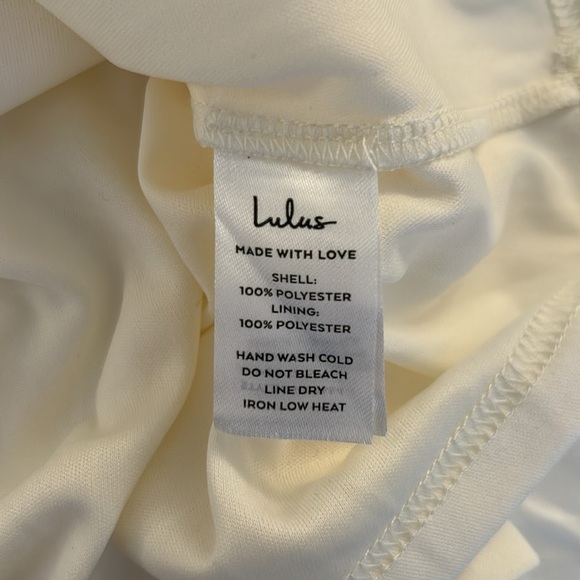 Lulus
MADE WITH LOVE
SHELL:
100% POLYESTER
LINING:
100% POLYESTER
HAND WASH COLD
DO NOT BLEACH
LINE DRY
IRON LOW HEAT